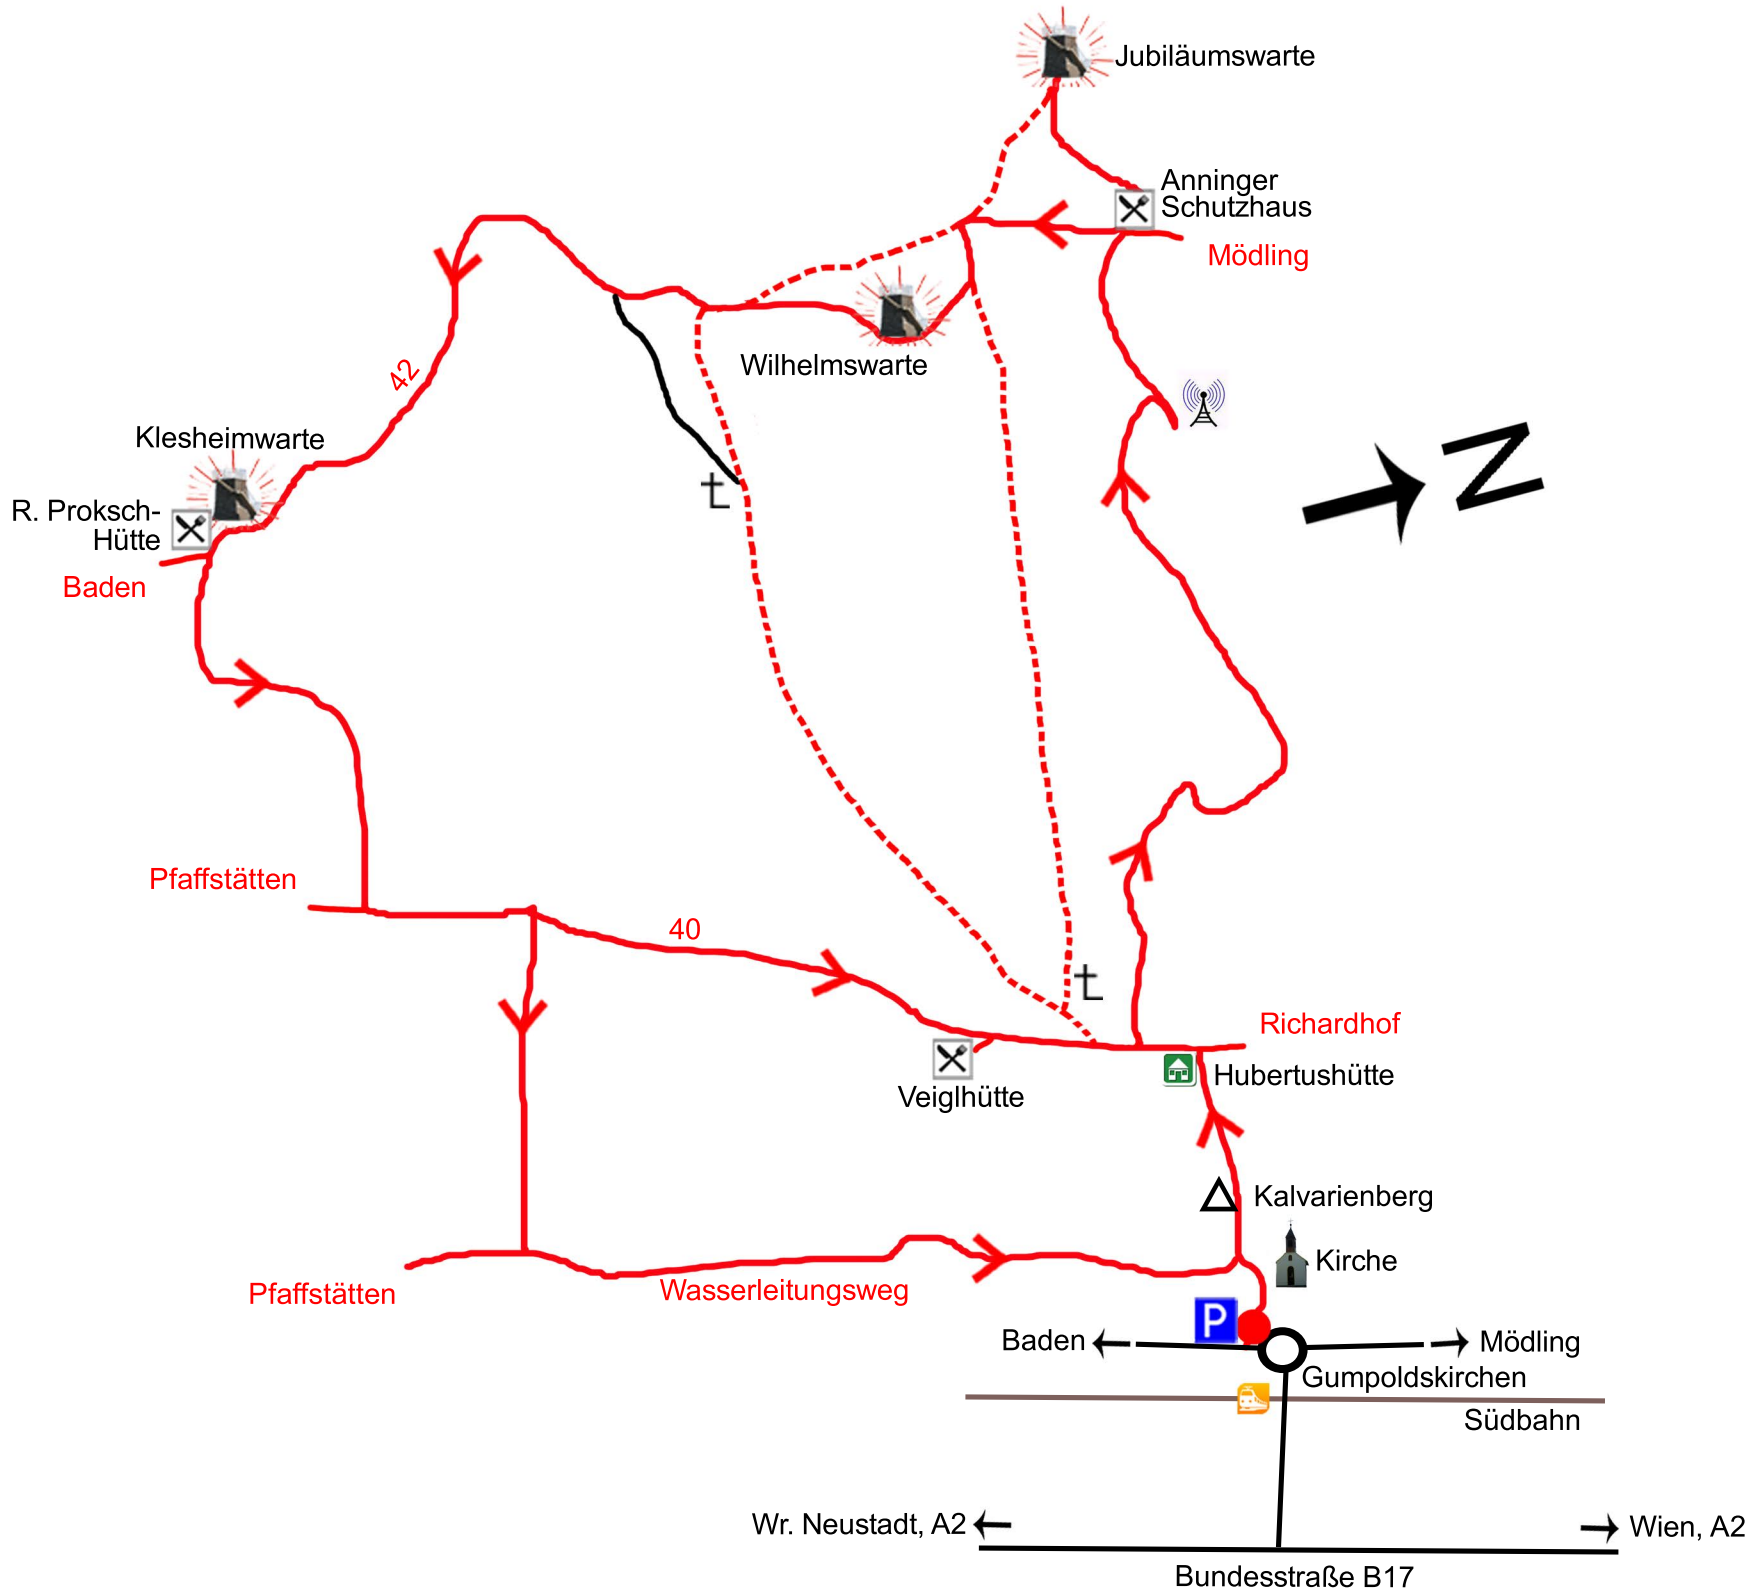 Jubiläumswarte
Anninger
Schutzhaus
Mödling
Wilhelmswarte
42
Klesheimwarte
R. Proksch-
Hütte
Baden
N
Pfaffstätten
40
Richardhof
Hubertushütte
Veiglhütte
Kalvarienberg
Kirche
Pfaffstätten
Wasserleitungsweg
P
Baden
Mödling
Gumpoldskirchen
Südbahn
Wr. Neustadt, A2
Wien, A2
Bundesstraße B17